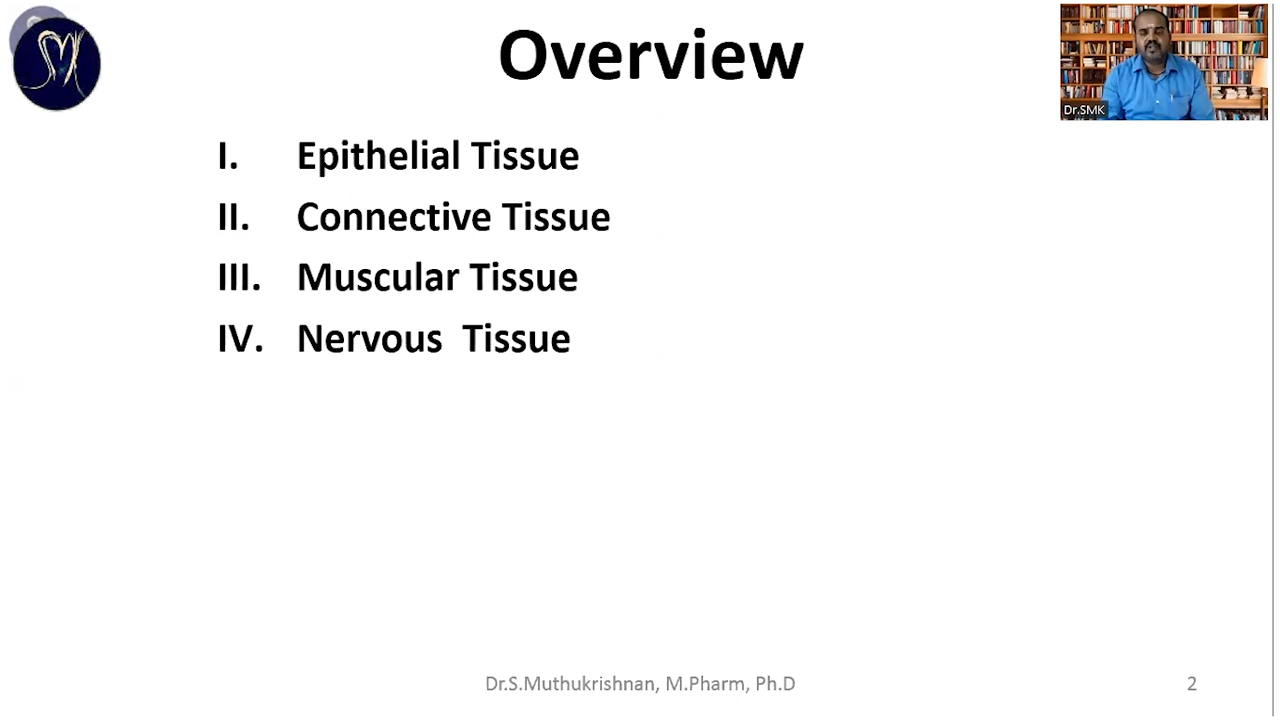 SM
Overview
Dr.SMK
I. Epithelial Tissue
II. Connective Tissue
III. Muscular Tissue
IV. Nervous Tissue
Dr.S.Muthukrishnan, M.Pharm, Ph.D
2